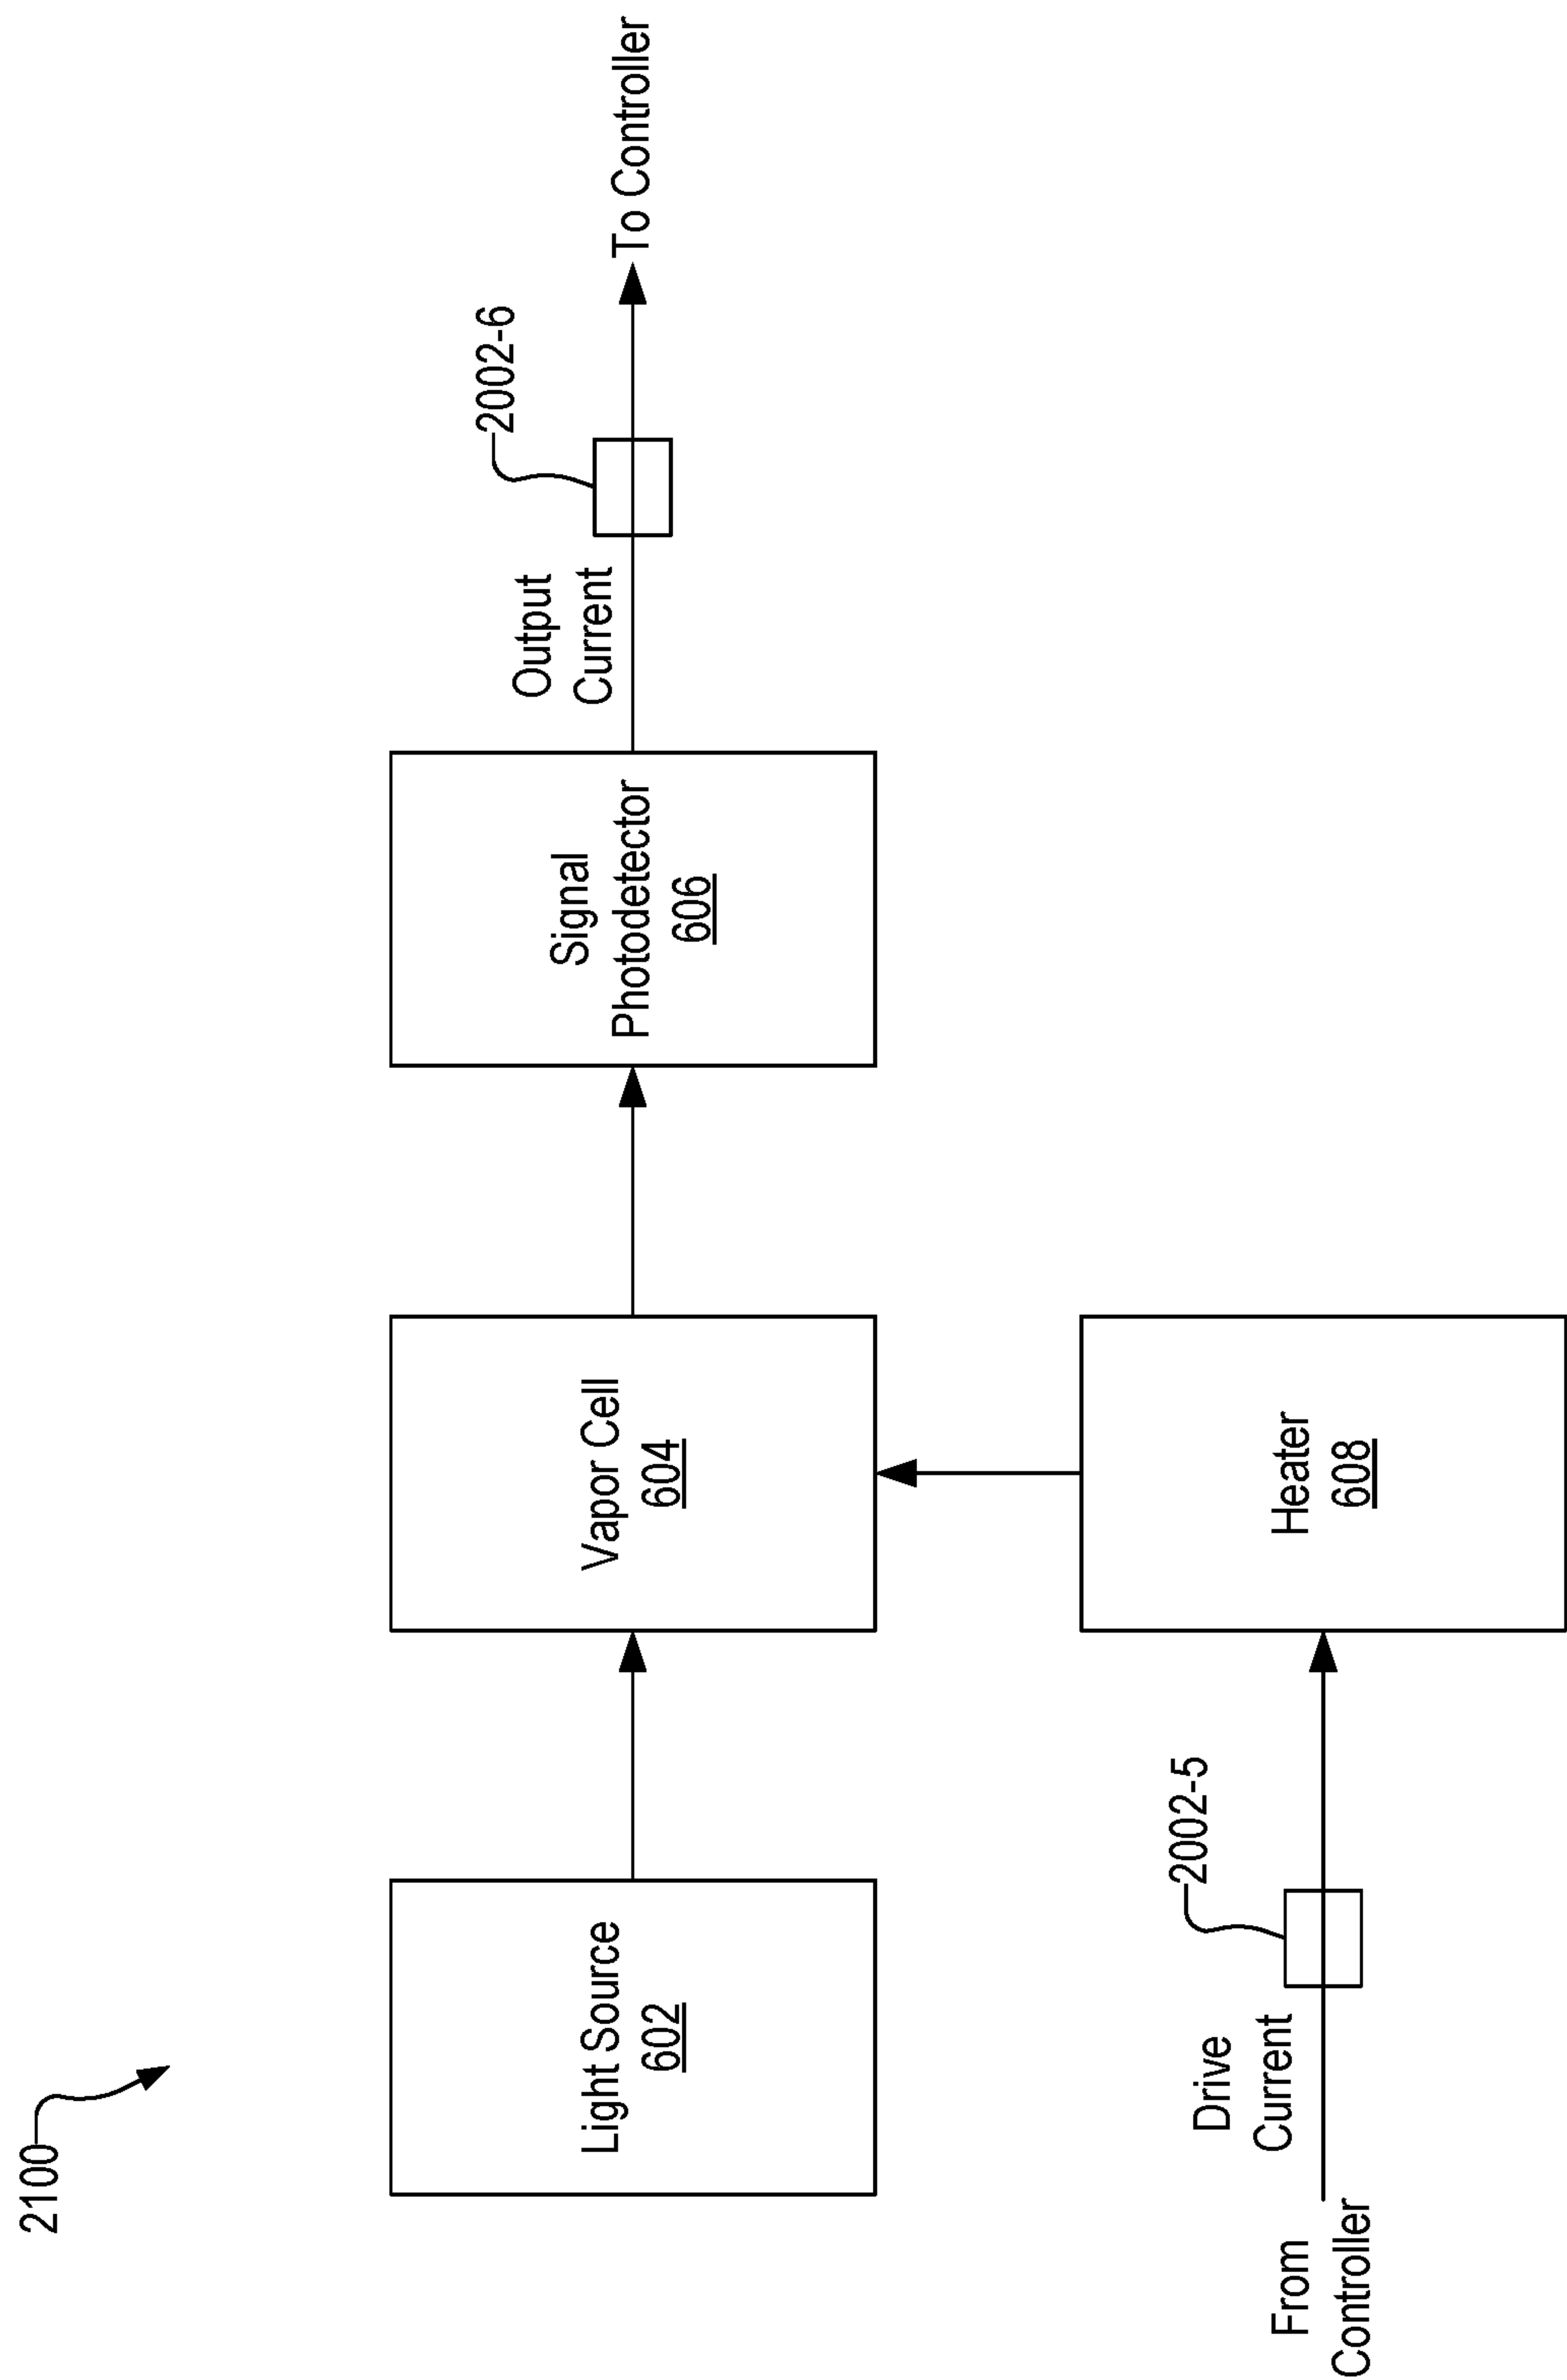 2100
Light Source
602
Vapor Cell
604
Signal
Photodetector
606
Output
Current
2002-6
To Controller
From
Controller
Drive
Current
2002-5
Heater
608